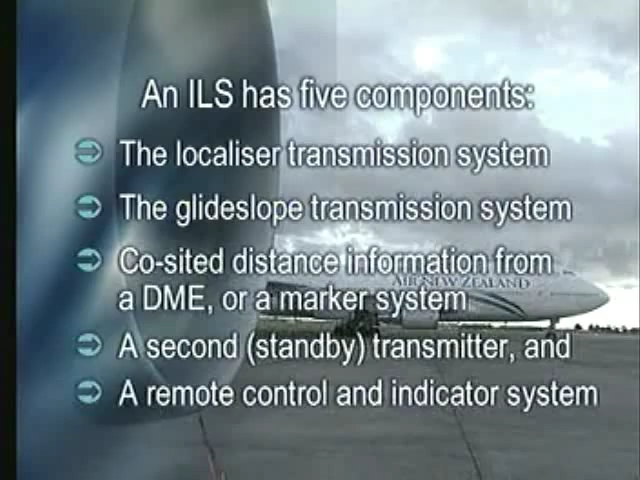 An ILS has five components:
The localiser transmission system
The glideslope transmission system
Co-sited distance information from
a DME, or a marker system
A second (standby) transmitter, and
A remote control and indicator system
AIR NEW ZEALAND